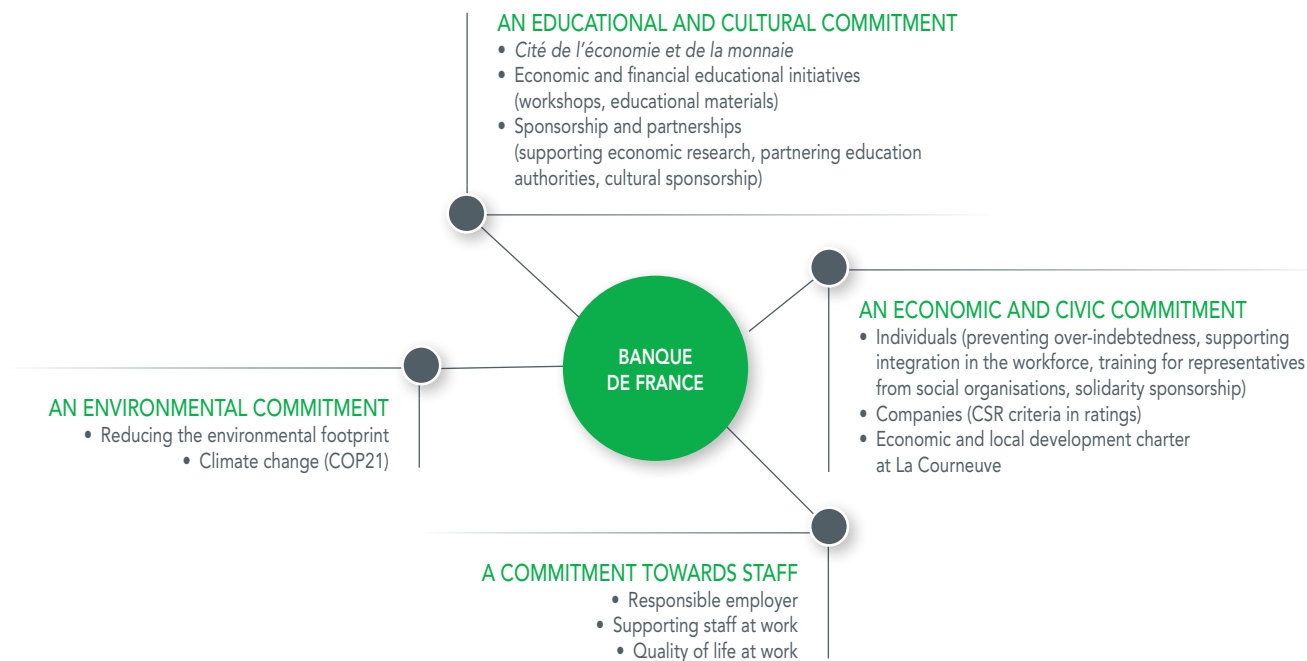 AN EDUCATIONAL AND CULTURAL COMMITMENT
• Cité de l'économie et de la monnaie
• Economic and financial educational initiatives
(workshops, educational materials)
• Sponsorship and partnerships
(supporting economic research, partnering education
authorities, cultural sponsorship)
BANQUE
DE FRANCE
AN ECONOMIC AND CIVIC COMMITMENT
• Individuals (preventing over-indebtedness, supporting
integration in the workforce, training for representatives
from social organisations, solidarity sponsorship)
• Companies (CSR criteria in ratings)
• Economic and local development charter
at La Courneuve
AN ENVIRONMENTAL COMMITMENT
• Reducing the environmental footprint
• Climate change (COP21)
A COMMITMENT TOWARDS STAFF
• Responsible employer
• Supporting staff at work
• Quality of life at work